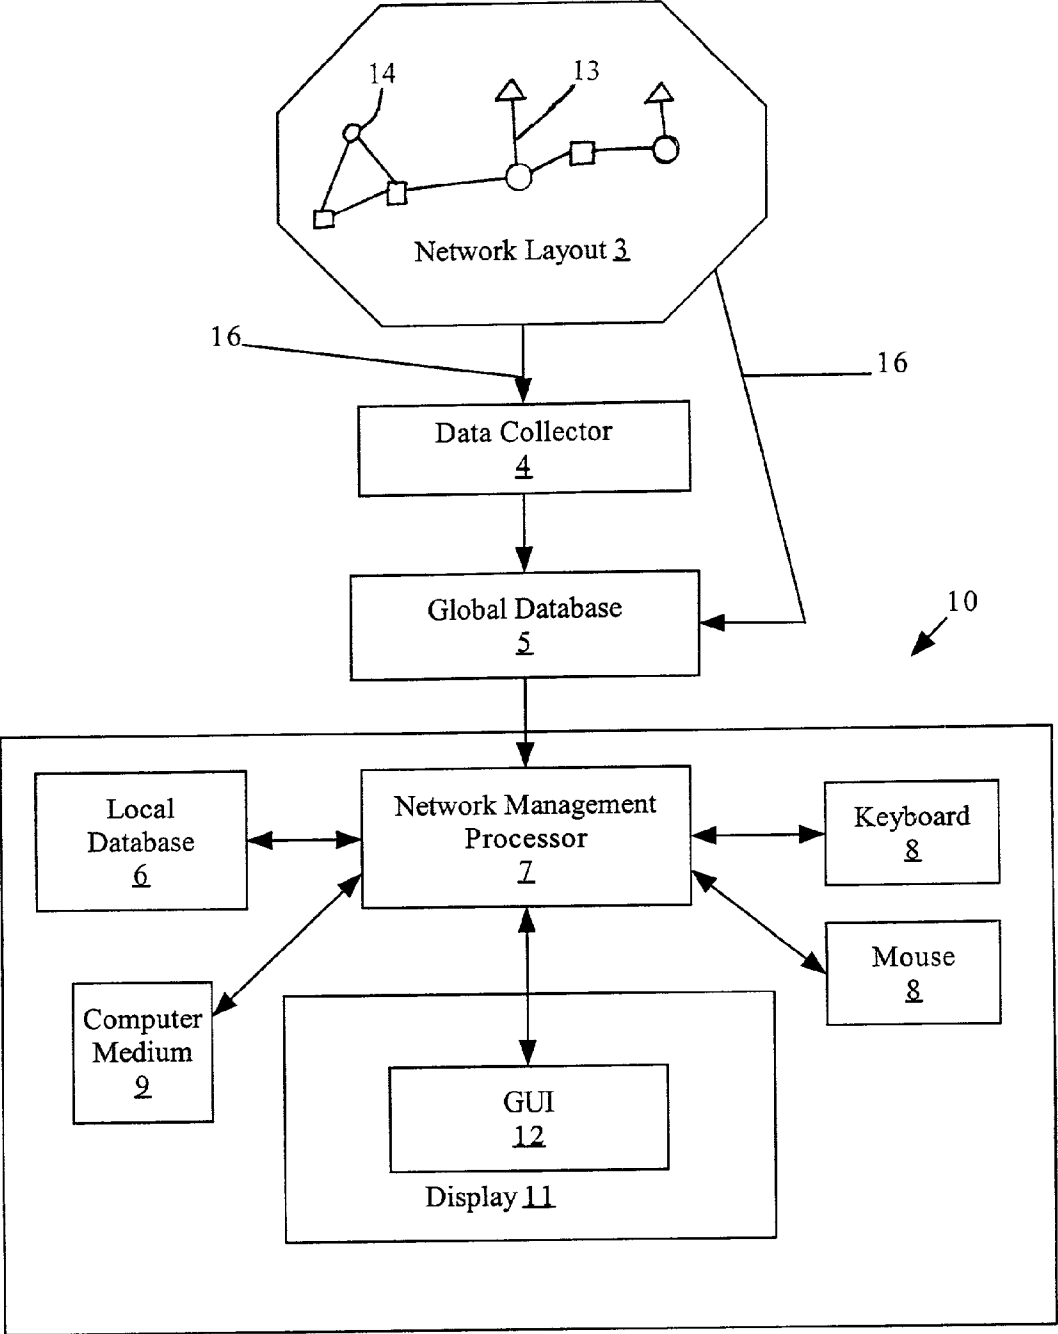 14
13
Network Layout 3
16
16
Data Collector
4
Global Database
5
10
Local
Database
6
Network Management
Processor
7
Keyboard
8
Mouse
8
Computer
Medium
9
GUI
12
Display 11